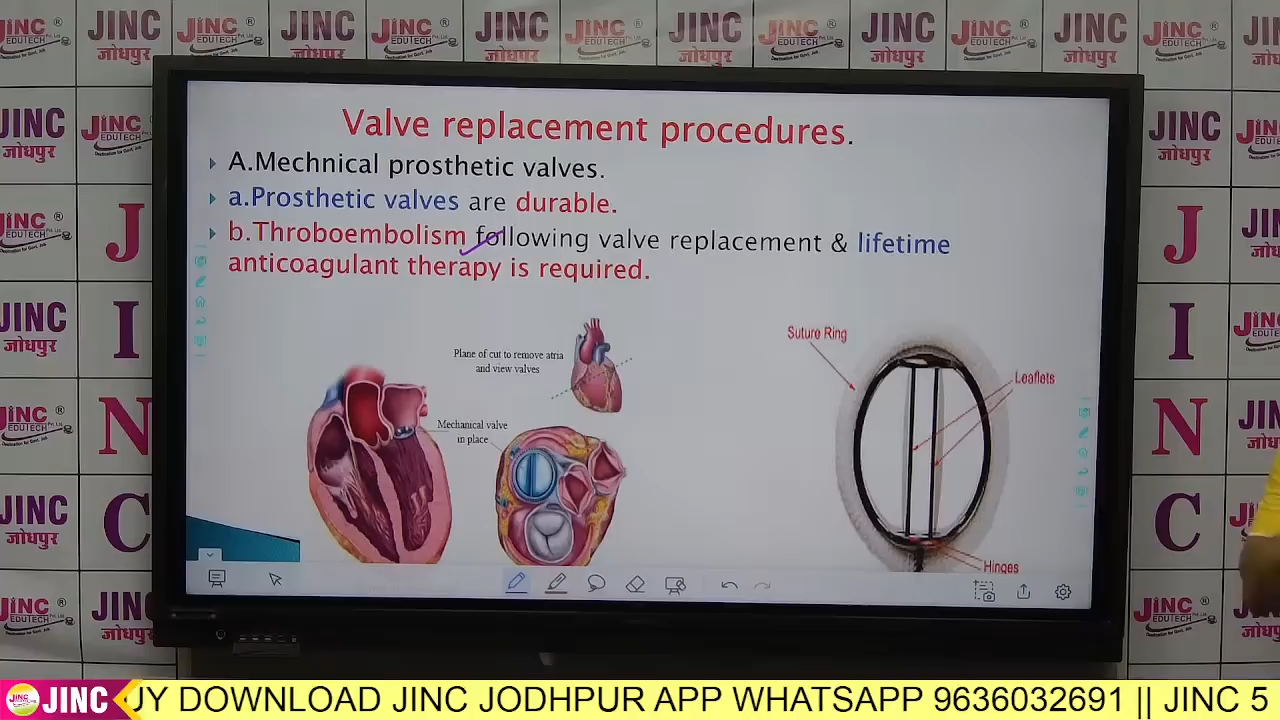 Valve replacement procedures.
A.Mechnical prosthetic valves.
a.Prosthetic valves are durable.
b.Throboembolism following valve replacement & lifetime
anticoagulant therapy is required.
Plane of cut to remove atria
and view valves
Mechanical valve
in place
Suture Ring
Leaflets
Hinges
JINC
जोधपुर
JINC
EDUTECH
J
I
N
C
J
I
N
C
JINC
UY DOWNLOAD JINC JODHPUR APP WHATSAPP 9636032691 || JINC 5